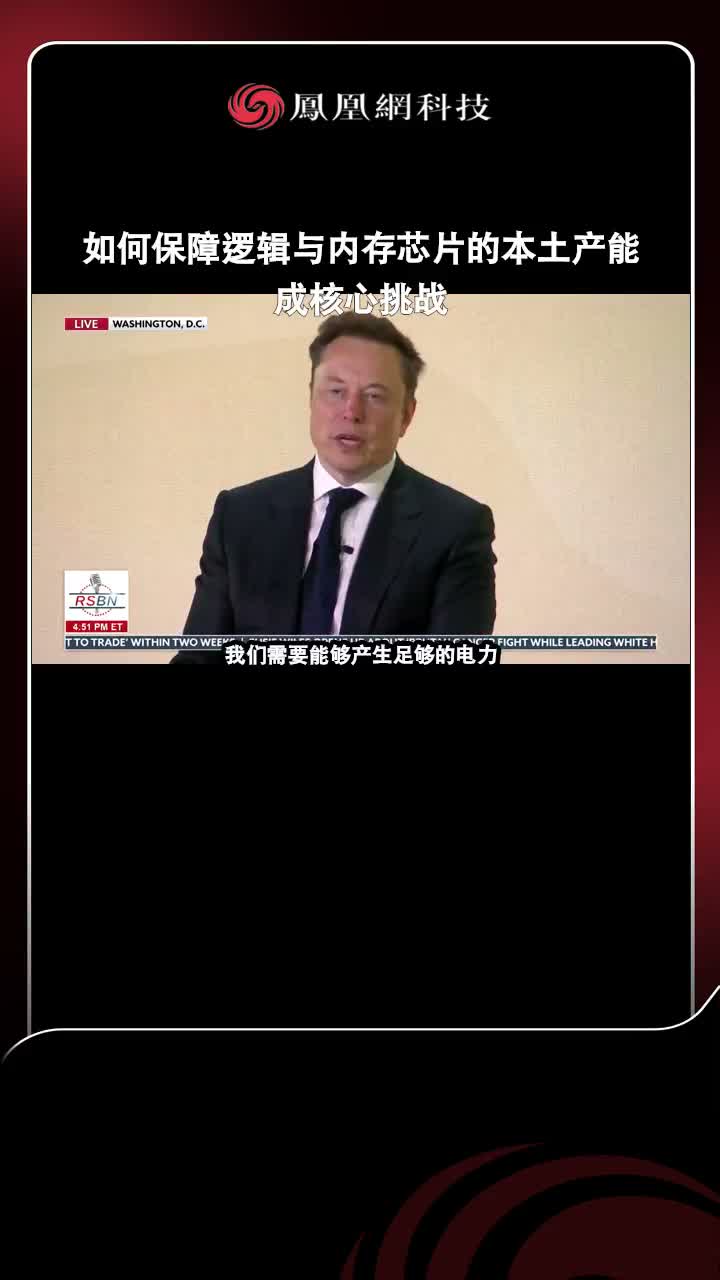 鳳凰網科技
如何保障逻辑与内存芯片的本土产能
成核心挑战
LIVE WASHINGTON, D.C.
RSBN
4:51 PM ET
T TO TRADE' WITHIN TWO WEEKS FIGHT WHILE LEADING WHITE H
我们需要能够产生足够的电力